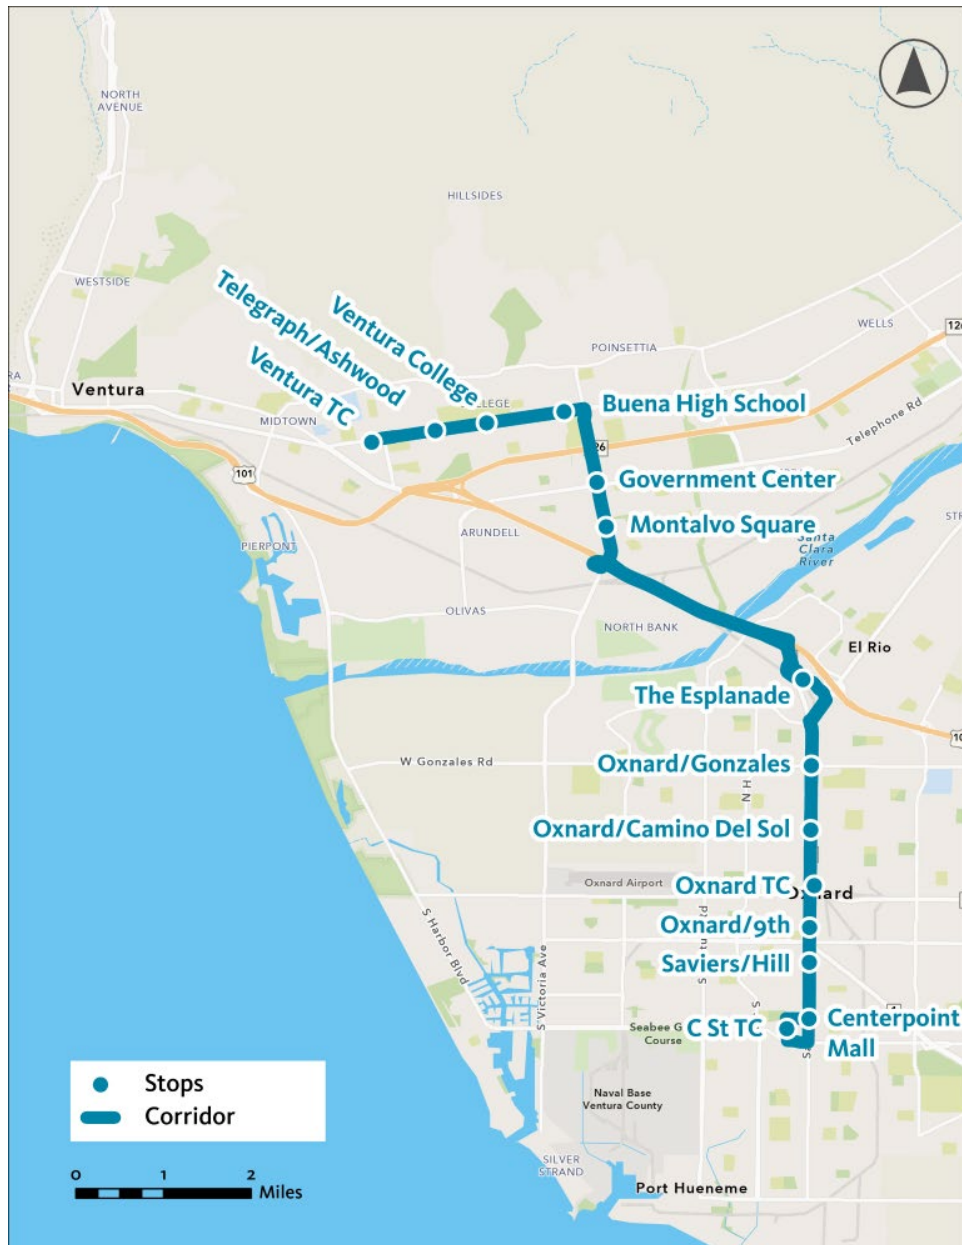 NORTH
AVENUE
HILLSIDES
WESTSIDE
WELLS
126
POINSETTIA
Telegraph/Ashwood
Ventura College
Ventura TC
Ventura
MIDTOWN
Buena High School
Telephone Rd
101
Government Center
ARUNDELL
Montalvo Square
PIERPONT
Santa
Clara
River
OLIVAS
NORTH BANK
El Rio
The Esplanade
W Gonzales Rd
Oxnard/Gonzales
Oxnard/Camino Del Sol
Oxnard Airport
Oxnard TC
Oxnard
S Harbor Blvd
Oxnard/9th
Saviers/Hill
S Victoria Ave
C St TC
Centerpoint
Mall
Seabee G
Course
Stops
Corridor
Naval Base
Ventura County
SILVER
STRAND
Port Hueneme
0 1 2
Miles